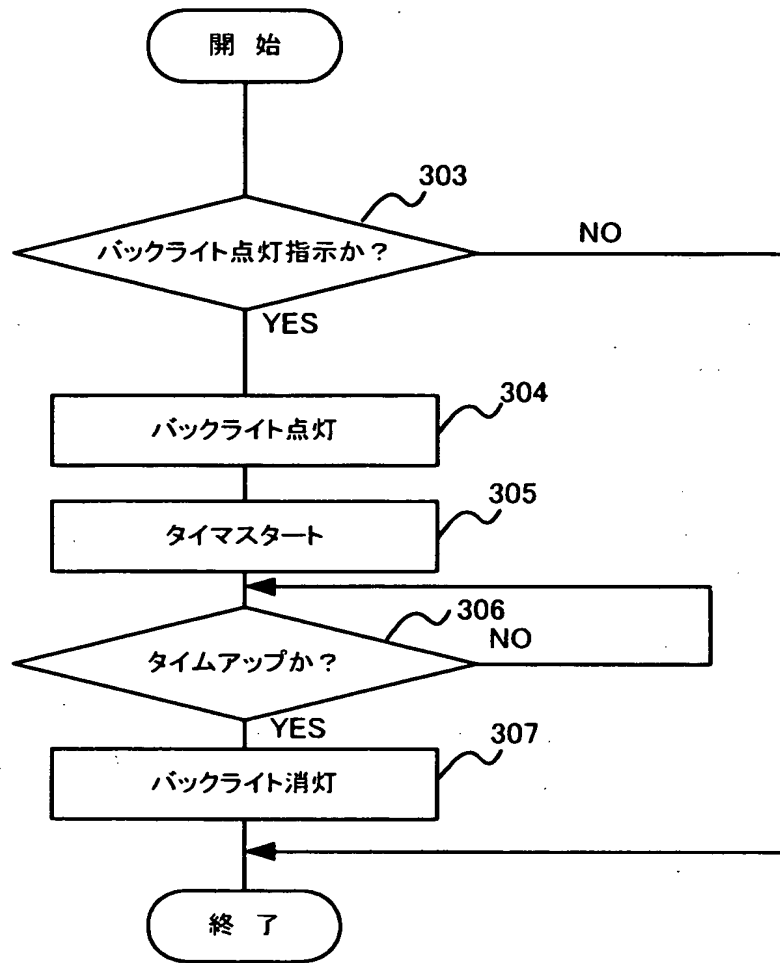 開始
303
バックライト点灯指示か?
NO
YES
304
バックライト点灯
305
タイマスタート
306
タイムアップか?
NO
YES
307
バックライト消灯
終了